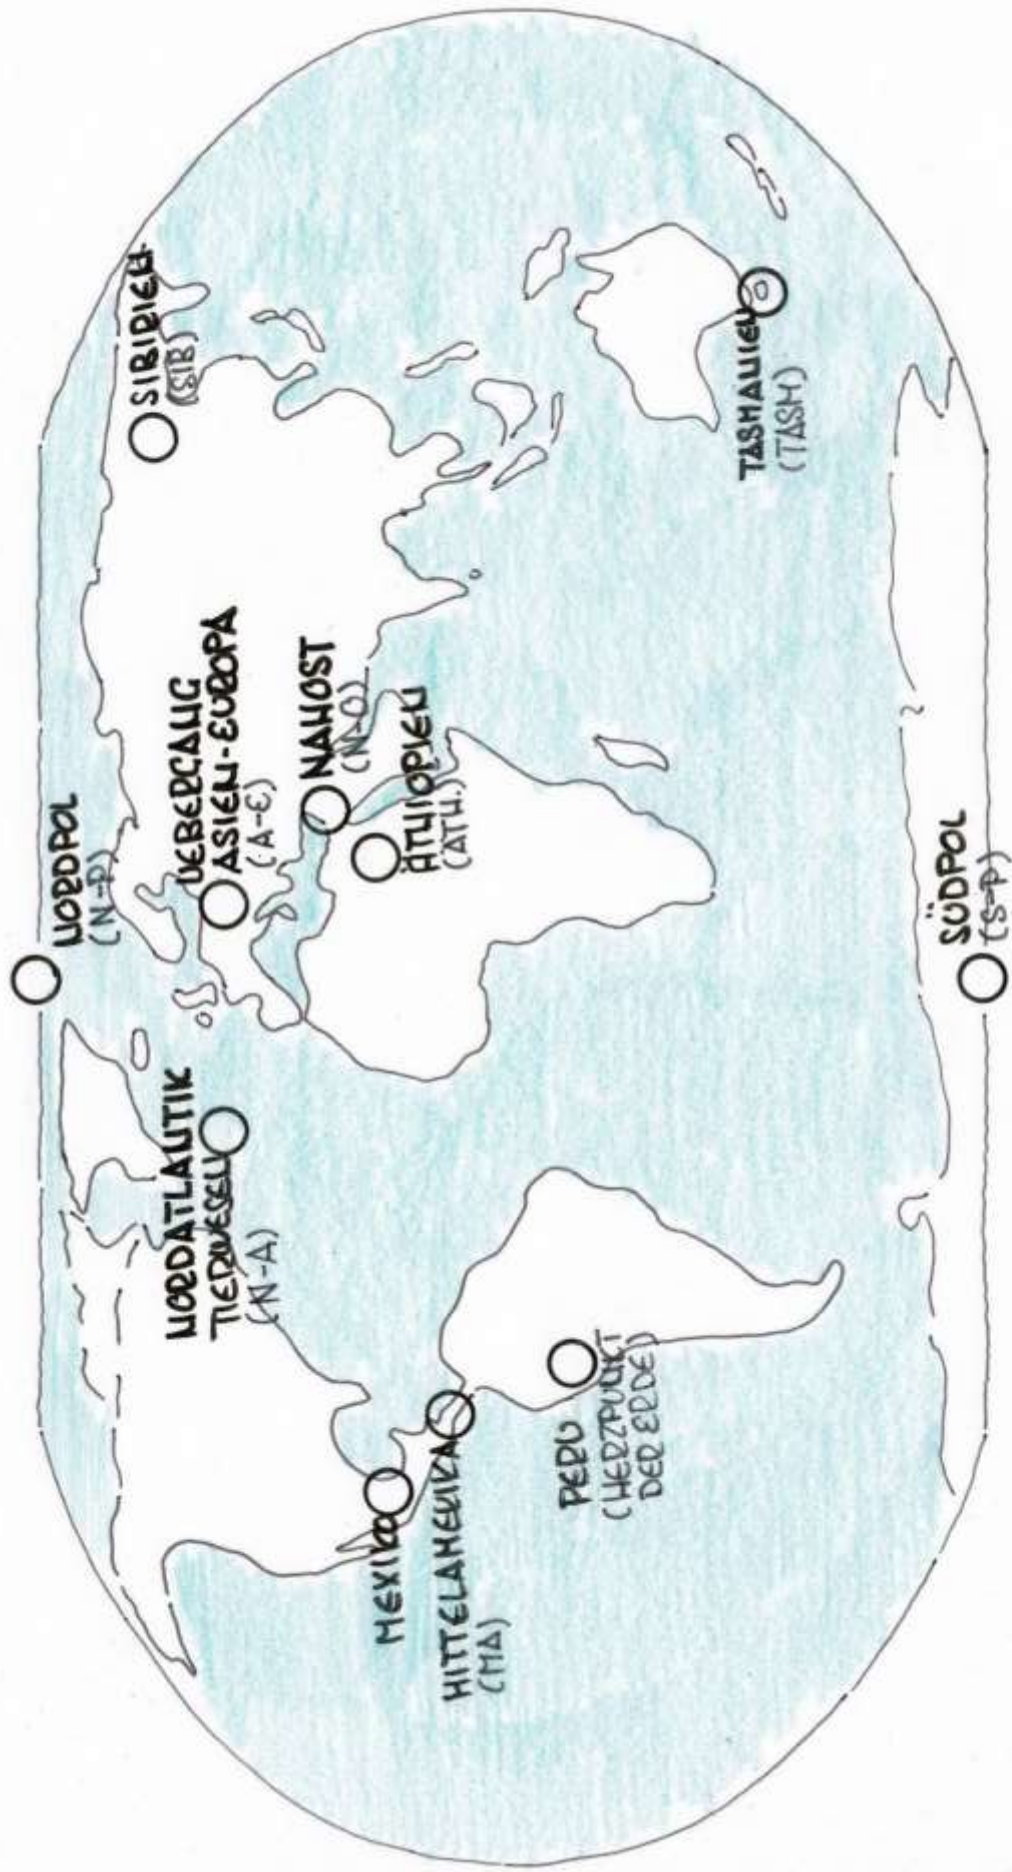 NORDPOL
(N-P)
SIBIRIEN
(SIB)
UEBERGANG
ASIEN-EUROPA
(A-E)
NORDATLANTIK
TIERWESEN
(N-A)
NAHOST
(N-O)
ÄTHIOPIEN
(ÄTH.)
MEXIKO
MITTELAMERIKA
(MA)
PERU
(HERZPUNKT
DER ERDE)
TASMANIEN
(TASM)
SÜDPOL
(S-P)